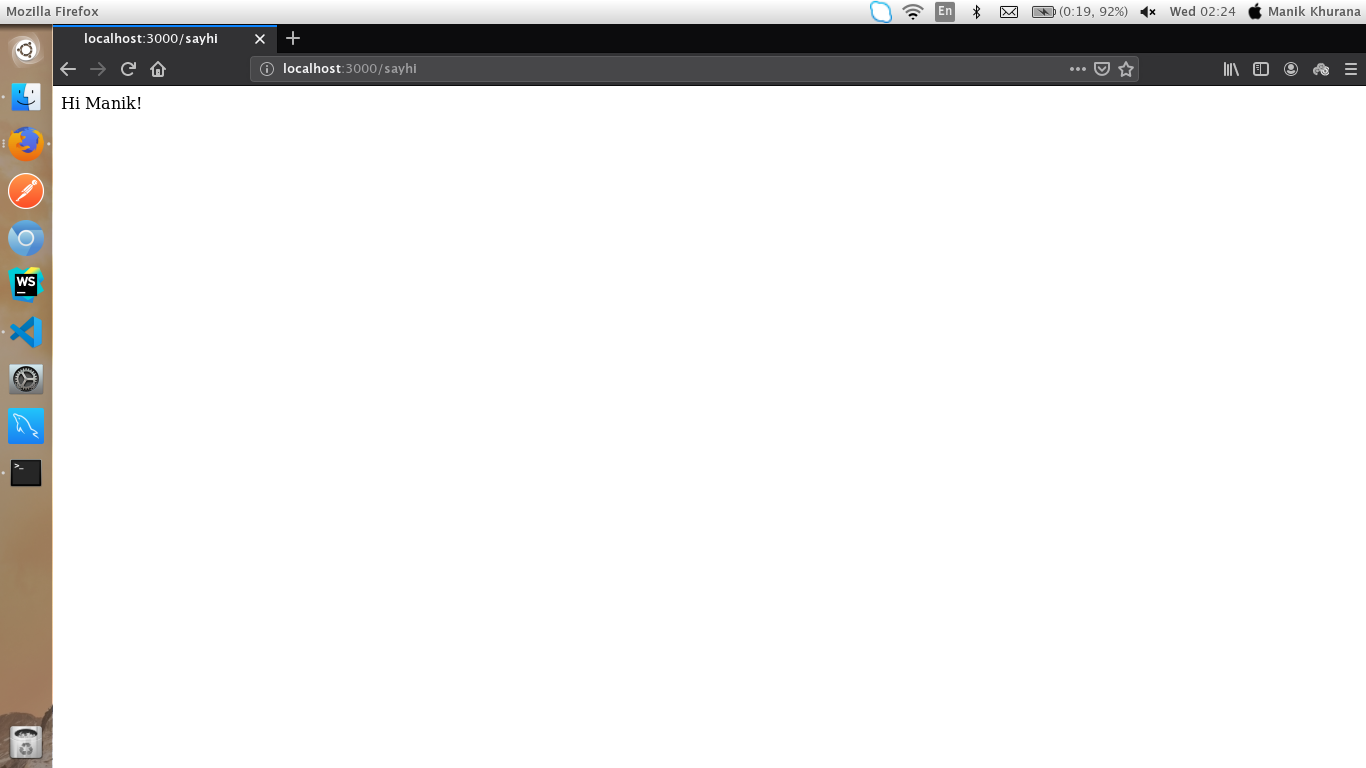 Mozilla Firefox
En
(0:19, 92%)
Wed 02:24
Manik Khurana
localhost:3000/sayhi
localhost:3000/sayhi
Hi Manik!
WS
>_